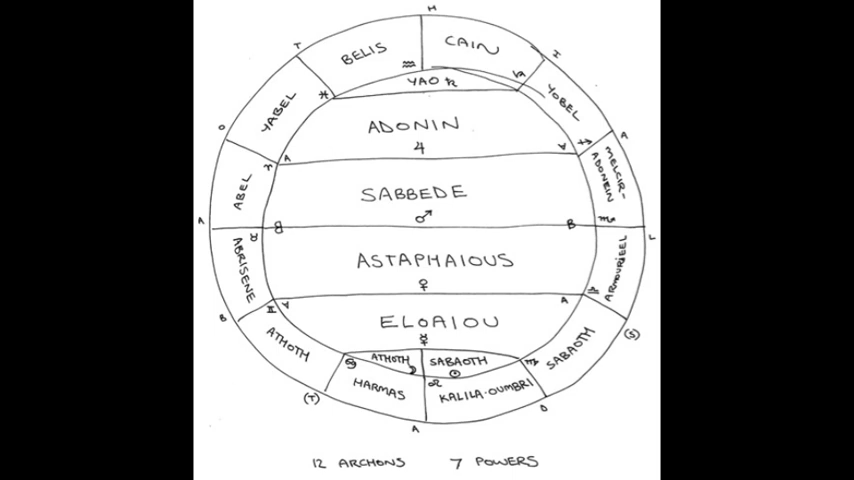 H
T
I
BELIS
CAIN
♒
♑
YAO ♄
♓
O
YABEL
YOBEL
A
ADONIN
♃
♐
A
A
♈
ABEL
MELCIR-
ADONEIN
SABBEDE
♂
A
L
♏
B
B
♉
ABRISENE
ARMOURIEEL
ASTAPHAIOUS
♀
♎
A
A
♊
B
(S)
ELOAIOU
☿
ATHOTH
SABAOTH
ATHOTH
☽
SABAOTH
☉
♋
♌
♍
HARMAS
KALILA-OUMBRI
(T)
O
A
12 ARCHONS 7 POWERS